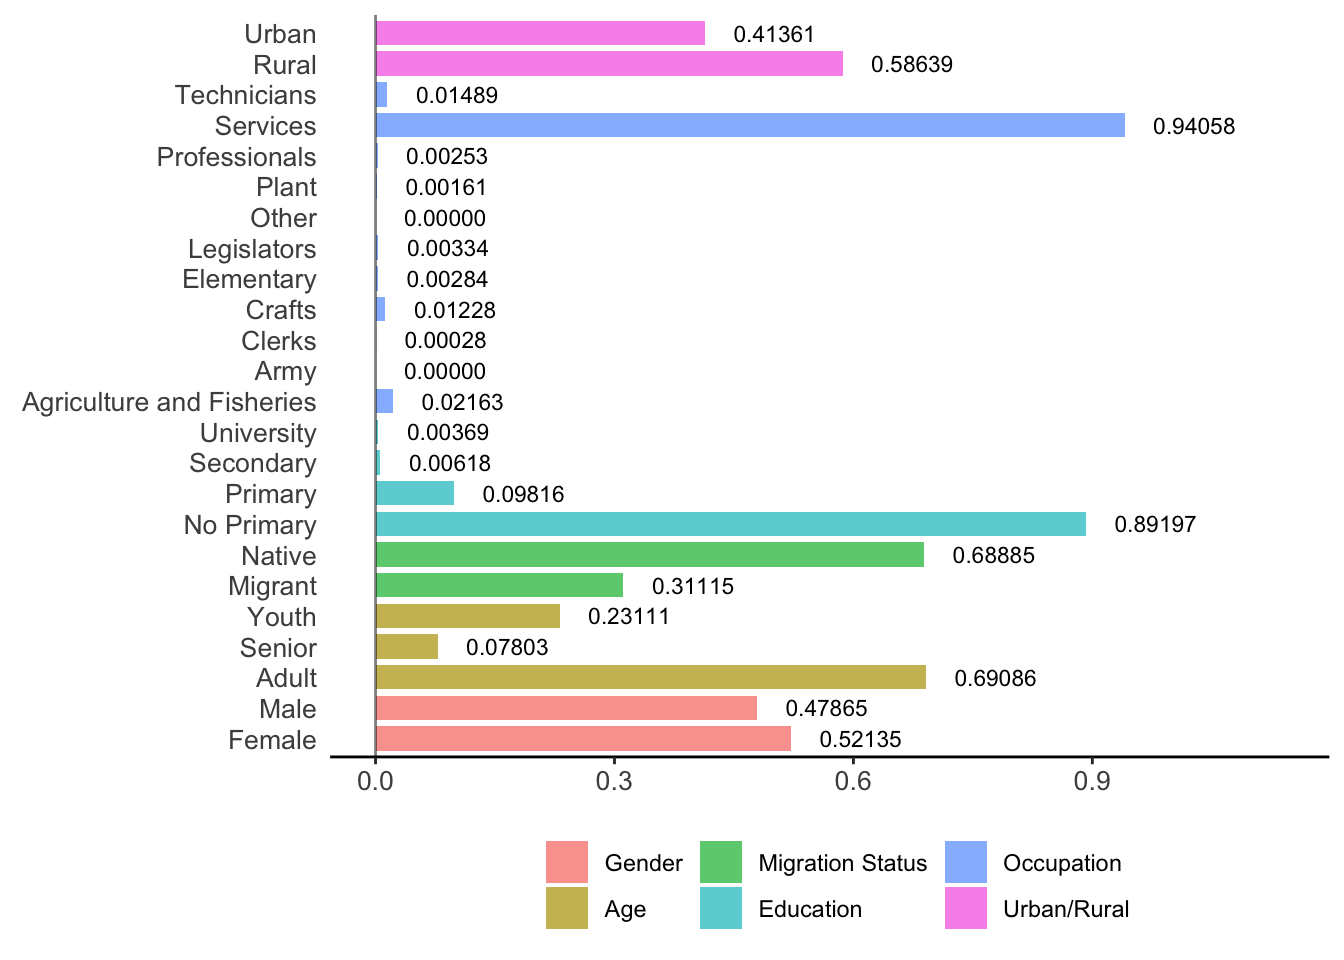 Urban 0.41361
Rural 0.58639
Technicians 0.01489
Services 0.94058
Professionals 0.00253
Plant 0.00161
Other 0.00000
Legislators 0.00334
Elementary 0.00284
Crafts 0.01228
Clerks 0.00028
Army 0.00000
Agriculture and Fisheries 0.02163
University 0.00369
Secondary 0.00618
Primary 0.09816
No Primary 0.89197
Native 0.68885
Migrant 0.31115
Youth 0.23111
Senior 0.07803
Adult 0.69086
Male 0.47865
Female 0.52135
0.0 0.3 0.6 0.9
Gender Migration Status Occupation
Age Education Urban/Rural